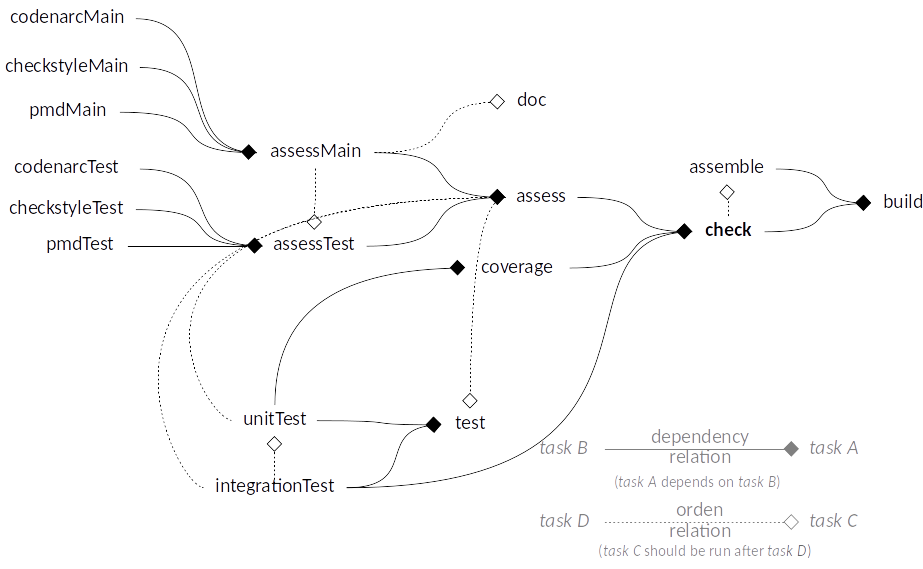 codenarcMain
checkstyleMain
pmdMain
doc
assessMain
codenarcTest
assemble
checkstyleTest
assess
build
pmdTest
assessTest
check
coverage
unitTest
test
task B
dependency
relation
task A
(task A depends on task B)
integrationTest
task D
orden
relation
task C
(task C should be run after task D)